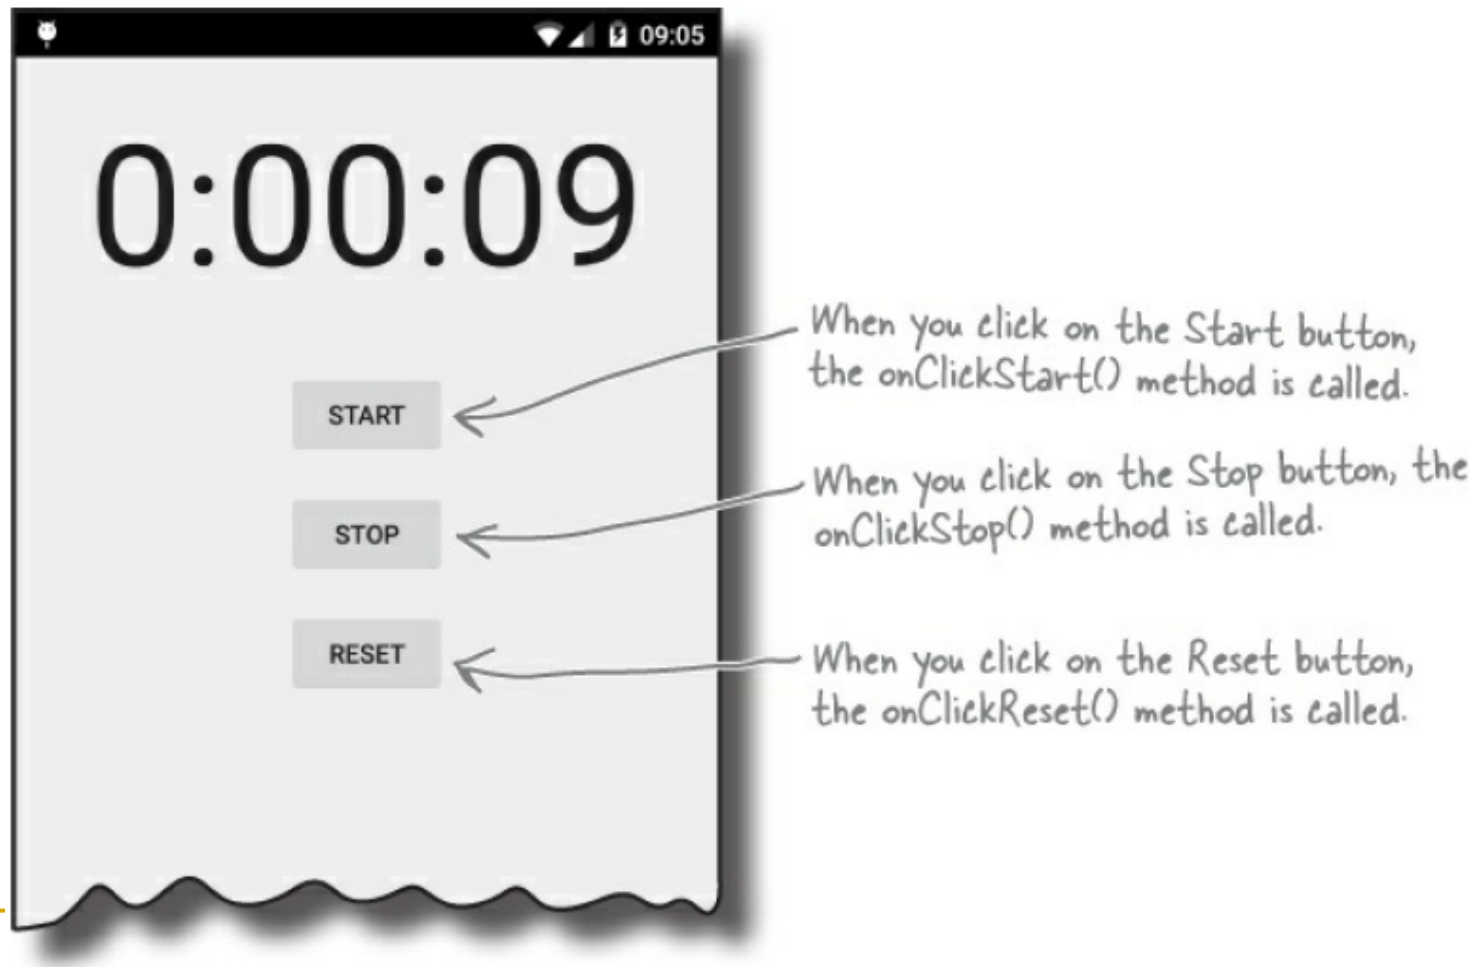 09:05
0:00:09
START
STOP
RESET
When you click on the Start button,
the onClickStart() method is called.
When you click on the Stop button, the
onClickStop() method is called.
When you click on the Reset button,
the onClickReset() method is called.